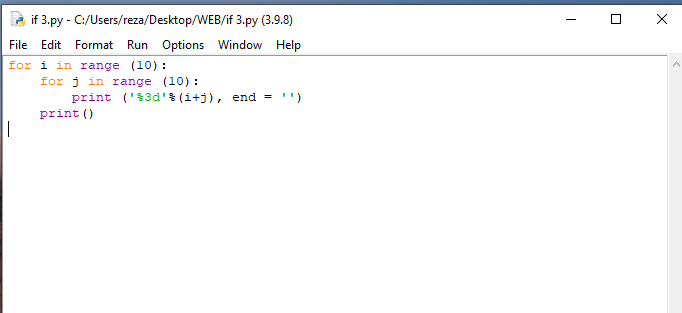 if 3.py - C:/Users/reza/Desktop/WEB/if 3.py (3.9.8)
File Edit Format Run Options Window Help
for i in range (10):
    for j in range (10):
        print ('%3d'%(i+j), end = '')
    print()